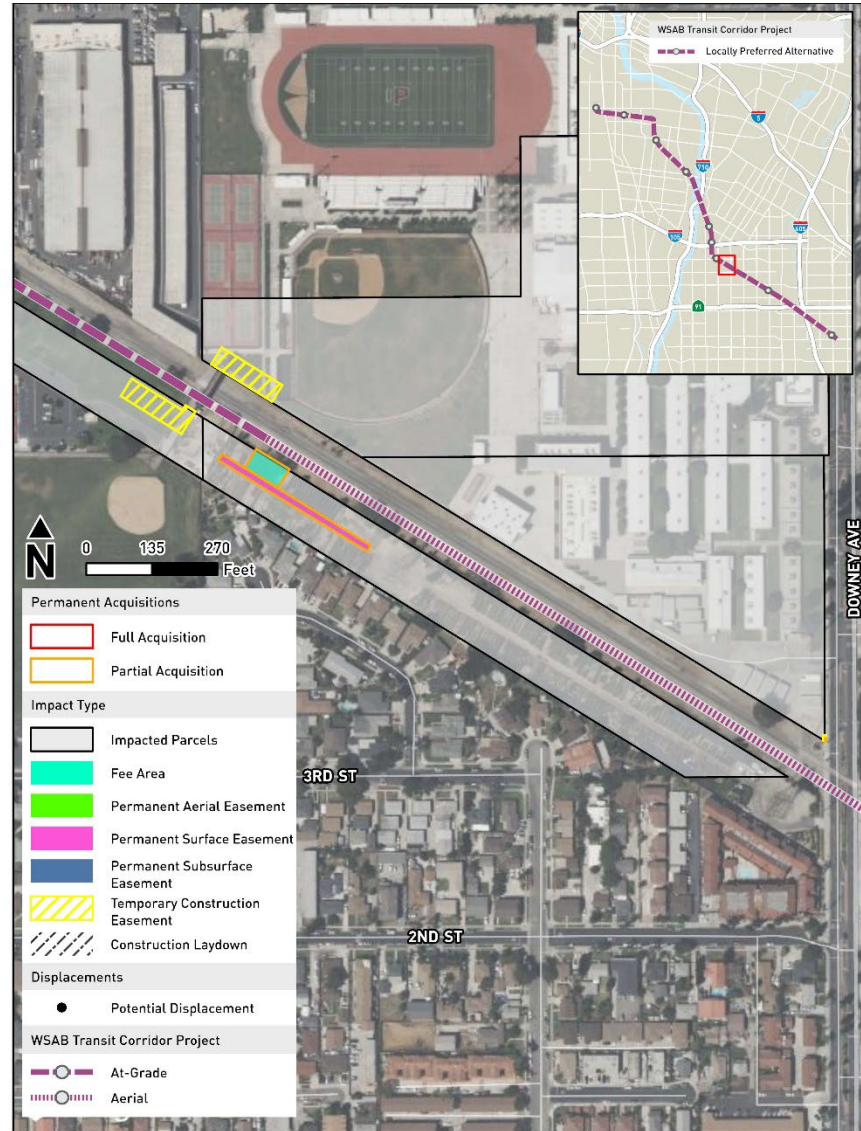 WSAB Transit Corridor Project
Locally Preferred Alternative
5
710
105
605
91
P
N
0 135 270
Feet
DOWNEY AVE
Permanent Acquisitions
Full Acquisition
Partial Acquisition
Impact Type
Impacted Parcels
Fee Area
Permanent Aerial Easement
Permanent Surface Easement
Permanent Subsurface
Easement
Temporary Construction
Easement
Construction Laydown
Displacements
Potential Displacement
WSAB Transit Corridor Project
At-Grade
Aerial
3RD ST
2ND ST